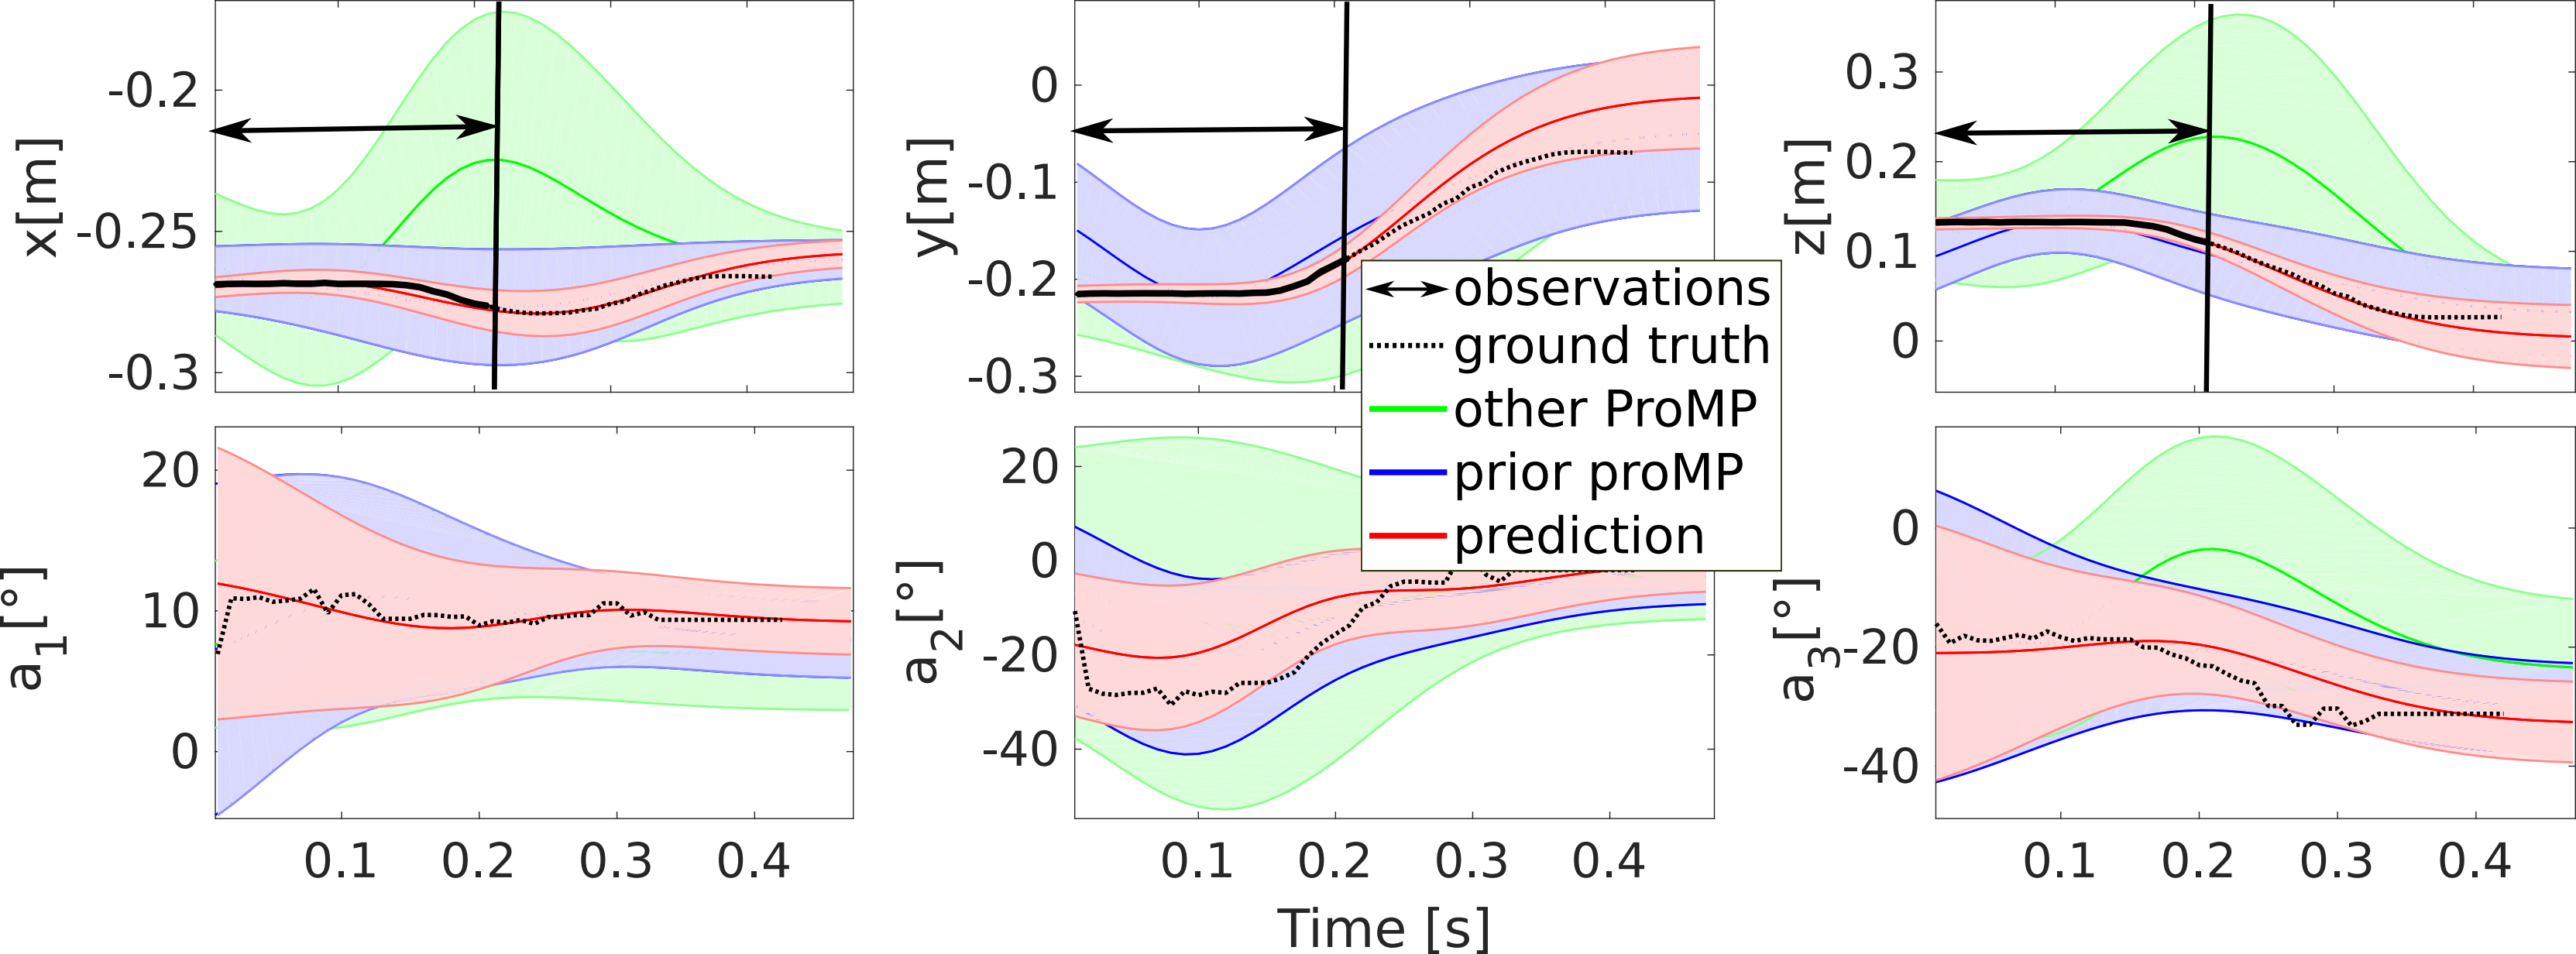 x[m]
-0.2
-0.25
-0.3
y[m]
0
-0.1
-0.2
-0.3
z[m]
0.3
0.2
0.1
0
observations
ground truth
other ProMP
prior proMP
prediction
a1[°]
20
10
0
0.1 0.2 0.3 0.4
a2[°]
20
0
-20
-40
0.1 0.2 0.3 0.4
a3[°]
0
-20
-40
0.1 0.2 0.3 0.4
Time [s]